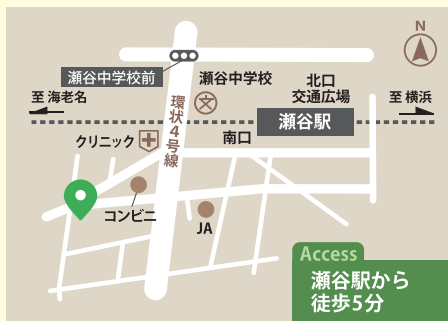 N
瀬谷中学校前
瀬谷中学校
北口
交通広場
至 海老名
至 横浜
文
環状4号線
瀬谷駅
クリニック
南口
コンビニ
JA
Access
瀬谷駅から
徒歩5分